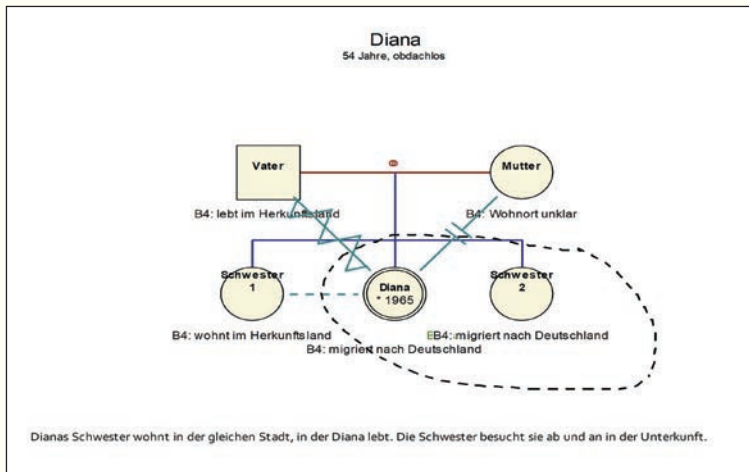 Diana
54 Jahre, obdachlos
Vater
Mutter
B4: lebt im Herkunftsland
B4: Wohnort unklar
Schwester
1
Diana
* 1965
Schwester
2
B4: wohnt im Herkunftsland
B4: migriert nach Deutschland
B4: migriert nach Deutschland
Dianas Schwester wohnt in der gleichen Stadt, in der Diana lebt. Die Schwester besucht sie ab und an in der Unterkunft.